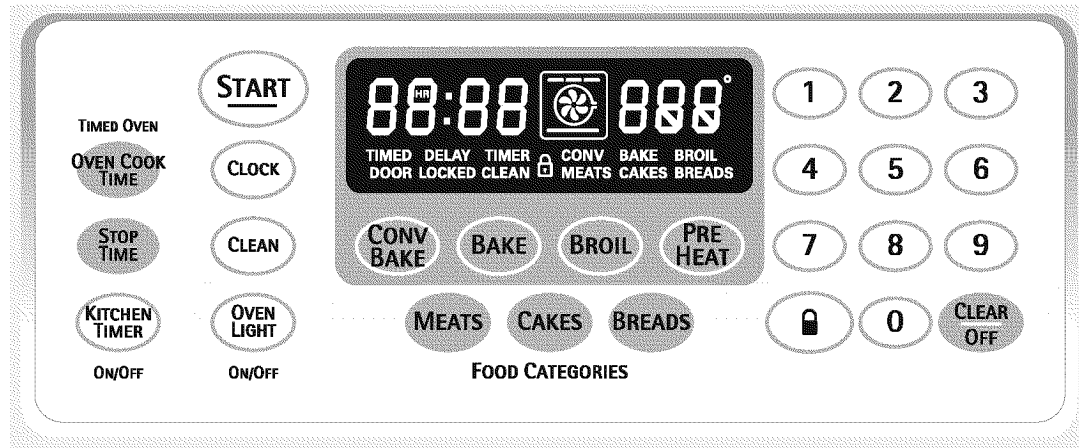 TIMED OVEN
OVEN COOK
TIME
STOP
TIME
KITCHEN
TIMER
ON/OFF
START
CLOCK
CLEAN
OVEN
LIGHT
ON/OFF
88:88 888°
HR
TIMED DELAY TIMER CONV BAKE BROIL
DOOR LOCKED CLEAN MEATS CAKES BREADS
CONV
BAKE
BAKE
BROIL
PRE
HEAT
MEATS
CAKES
BREADS
FOOD CATEGORIES
1 2 3
4 5 6
7 8 9
0
CLEAR
OFF